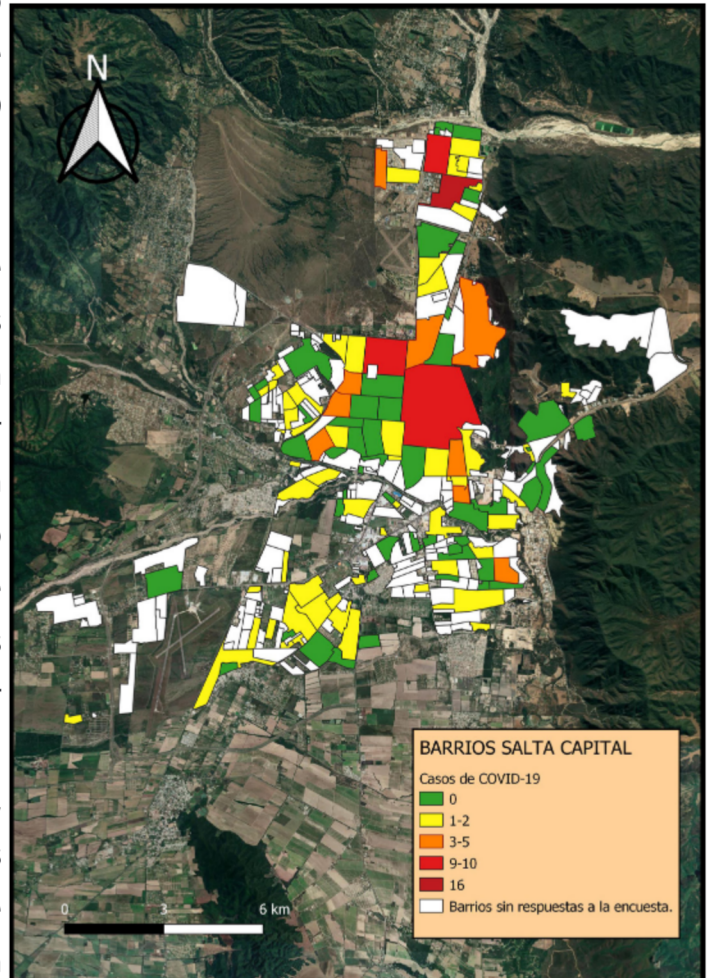 N
BARRIOS SALTA CAPITAL
Casos de COVID-19
0
1-2
3-5
9-10
16
Barrios sin respuestas a la encuesta.
0 3 6 km